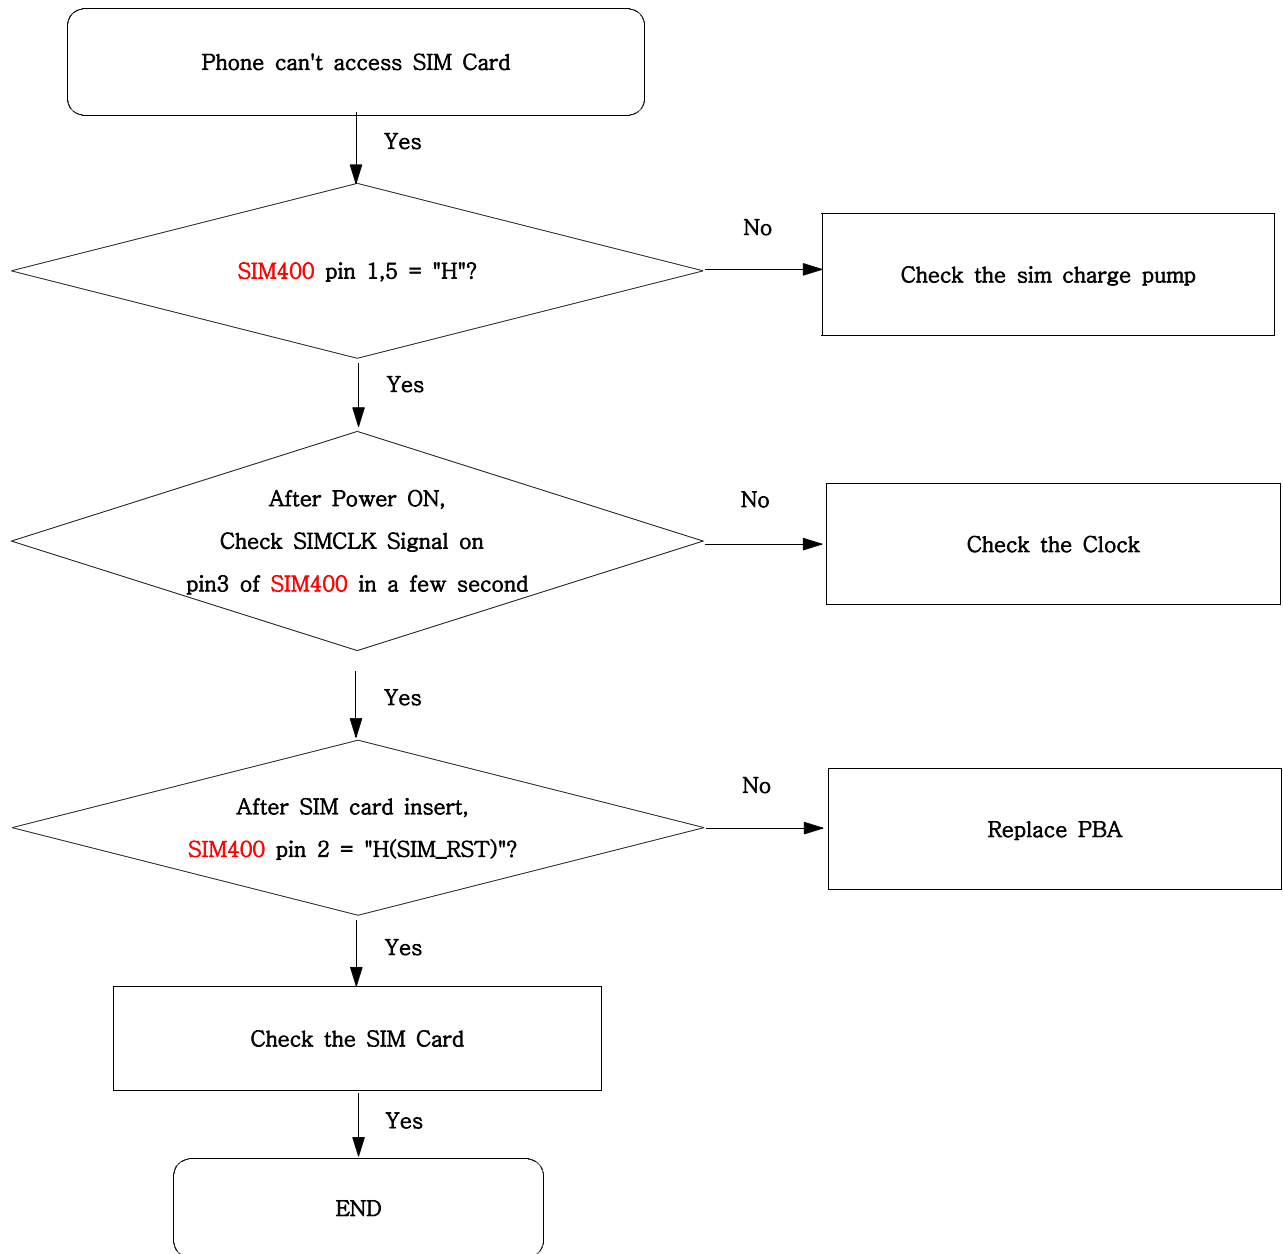 Phone can't access SIM Card
Yes
SIM400 pin 1,5 = "H"?
No
Check the sim charge pump
Yes
After Power ON,
Check SIMCLK Signal on
pin3 of SIM400 in a few second
No
Check the Clock
Yes
After SIM card insert,
SIM400 pin 2 = "H(SIM_RST)"?
No
Replace PBA
Yes
Check the SIM Card
Yes
END